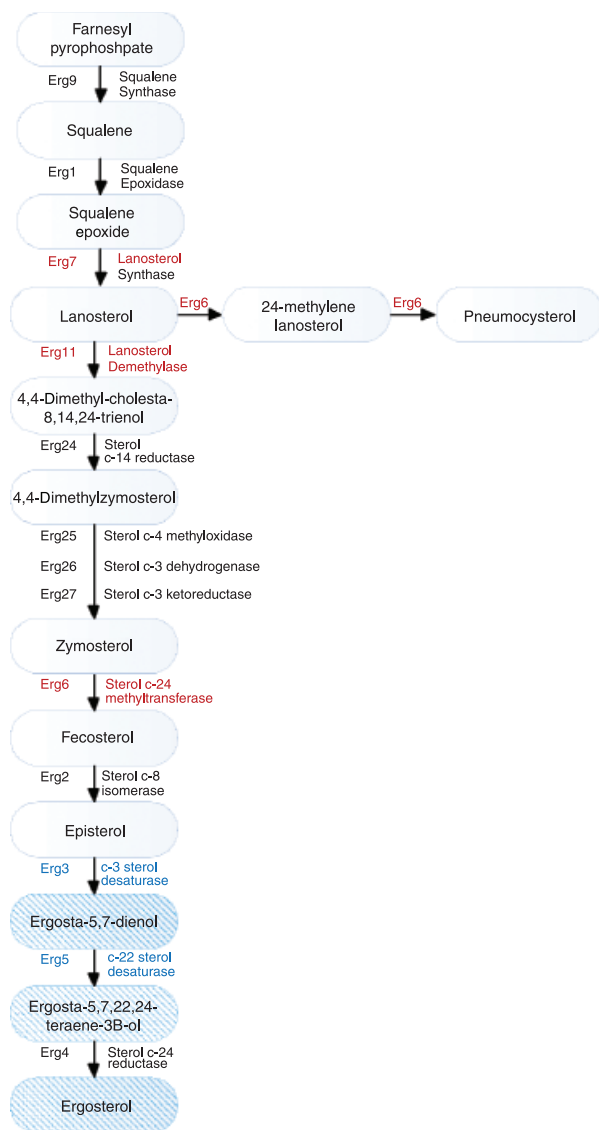 Farnesyl
pyrophoshpate
Erg9
Squalene
Synthase
Squalene
Erg1
Squalene
Epoxidase
Squalene
epoxide
Erg7
Lanosterol
Synthase
Lanosterol
Erg6
24-methylene
lanosterol
Erg6
Pneumocysterol
Erg11
Lanosterol
Demethylase
4,4-Dimethyl-cholesta-
8,14,24-trienol
Erg24
Sterol
c-14 reductase
4,4-Dimethylzymosterol
Erg25
Sterol c-4 methyloxidase
Erg26
Sterol c-3 dehydrogenase
Erg27
Sterol c-3 ketoreductase
Zymosterol
Erg6
Sterol c-24
methyltransferase
Fecosterol
Erg2
Sterol c-8
isomerase
Episterol
Erg3
c-3 sterol
desaturase
Ergosta-5,7-dienol
Erg5
c-22 sterol
desaturase
Ergosta-5,7,22,24-
teraene-3B-ol
Erg4
Sterol c-24
reductase
Ergosterol